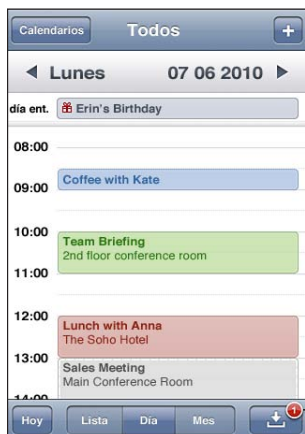 Calendarios Todos +
Lunes 07 06 2010
día ent. Erin's Birthday
08:00
Coffee with Kate
09:00
10:00
Team Briefing
2nd floor conference room
11:00
12:00
Lunch with Anna
The Soho Hotel
13:00
Sales Meeting
Main Conference Room
14:00
Hoy Lista Día Mes 1